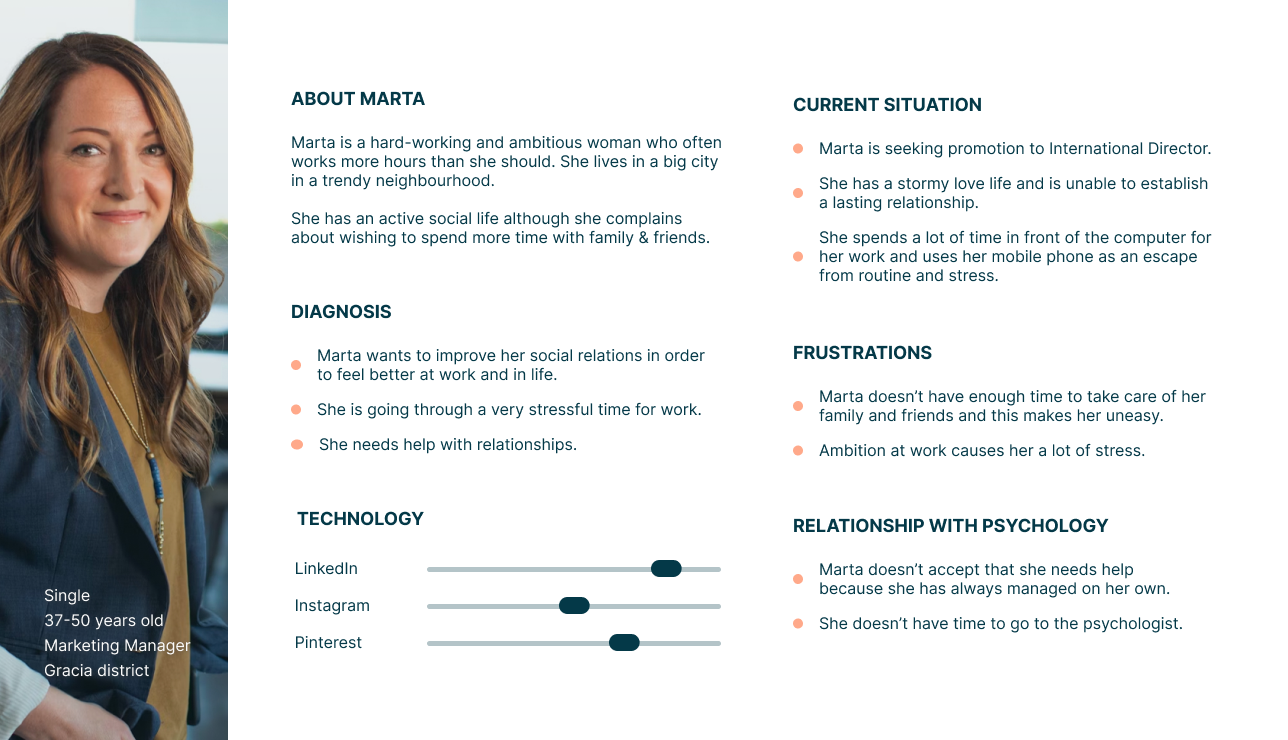 Single
37-50 years old
Marketing Manager
Gracia district
ABOUT MARTA
Marta is a hard-working and ambitious woman who often
works more hours than she should. She lives in a big city
in a trendy neighbourhood.
She has an active social life although she complains
about wishing to spend more time with family & friends.
DIAGNOSIS
Marta wants to improve her social relations in order
to feel better at work and in life.
She is going through a very stressful time for work.
She needs help with relationships.
TECHNOLOGY
LinkedIn
Instagram
Pinterest
CURRENT SITUATION
Marta is seeking promotion to International Director.
She has a stormy love life and is unable to establish
a lasting relationship.
She spends a lot of time in front of the computer for
her work and uses her mobile phone as an escape
from routine and stress.
FRUSTRATIONS
Marta doesn’t have enough time to take care of her
family and friends and this makes her uneasy.
Ambition at work causes her a lot of stress.
RELATIONSHIP WITH PSYCHOLOGY
Marta doesn’t accept that she needs help
because she has always managed on her own.
She doesn’t have time to go to the psychologist.